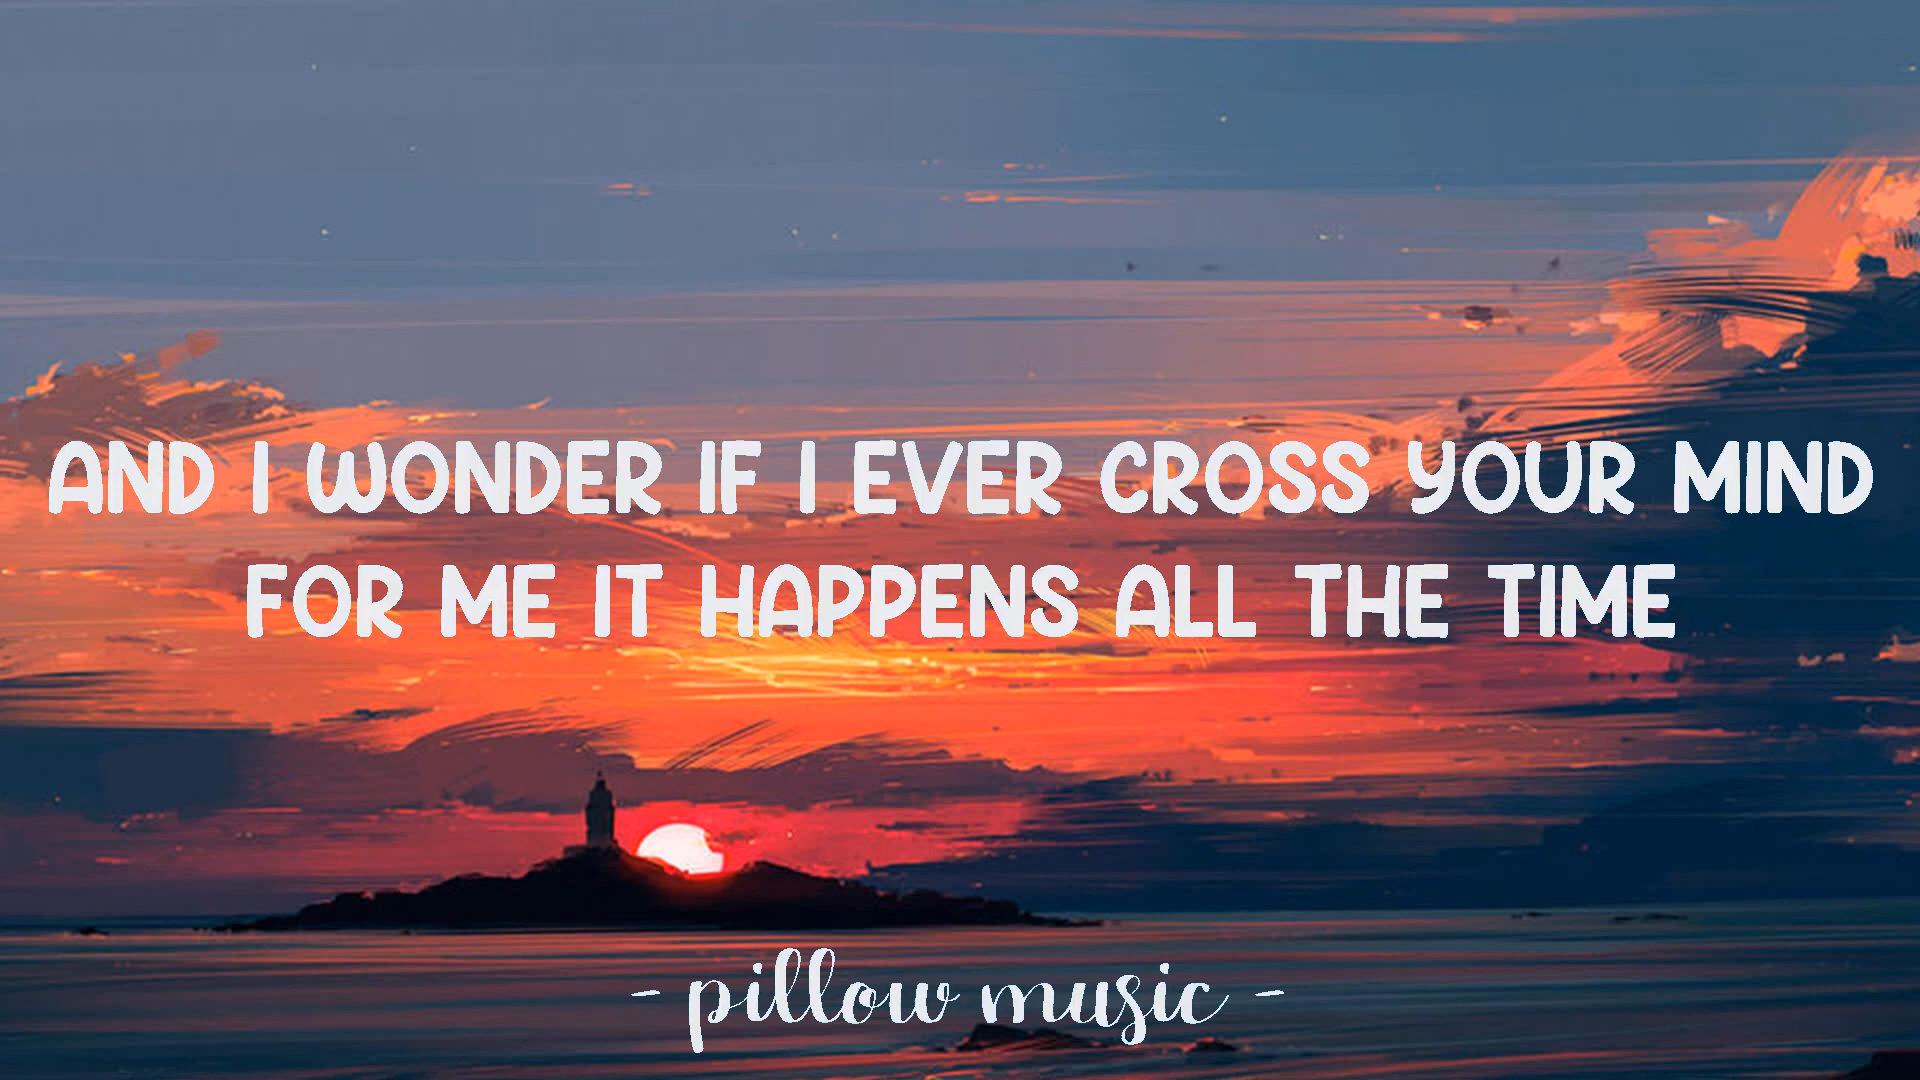 AND I WONDER IF I EVER CROSS YOUR MIND
FOR ME IT HAPPENS ALL THE TIME
- pillow music -